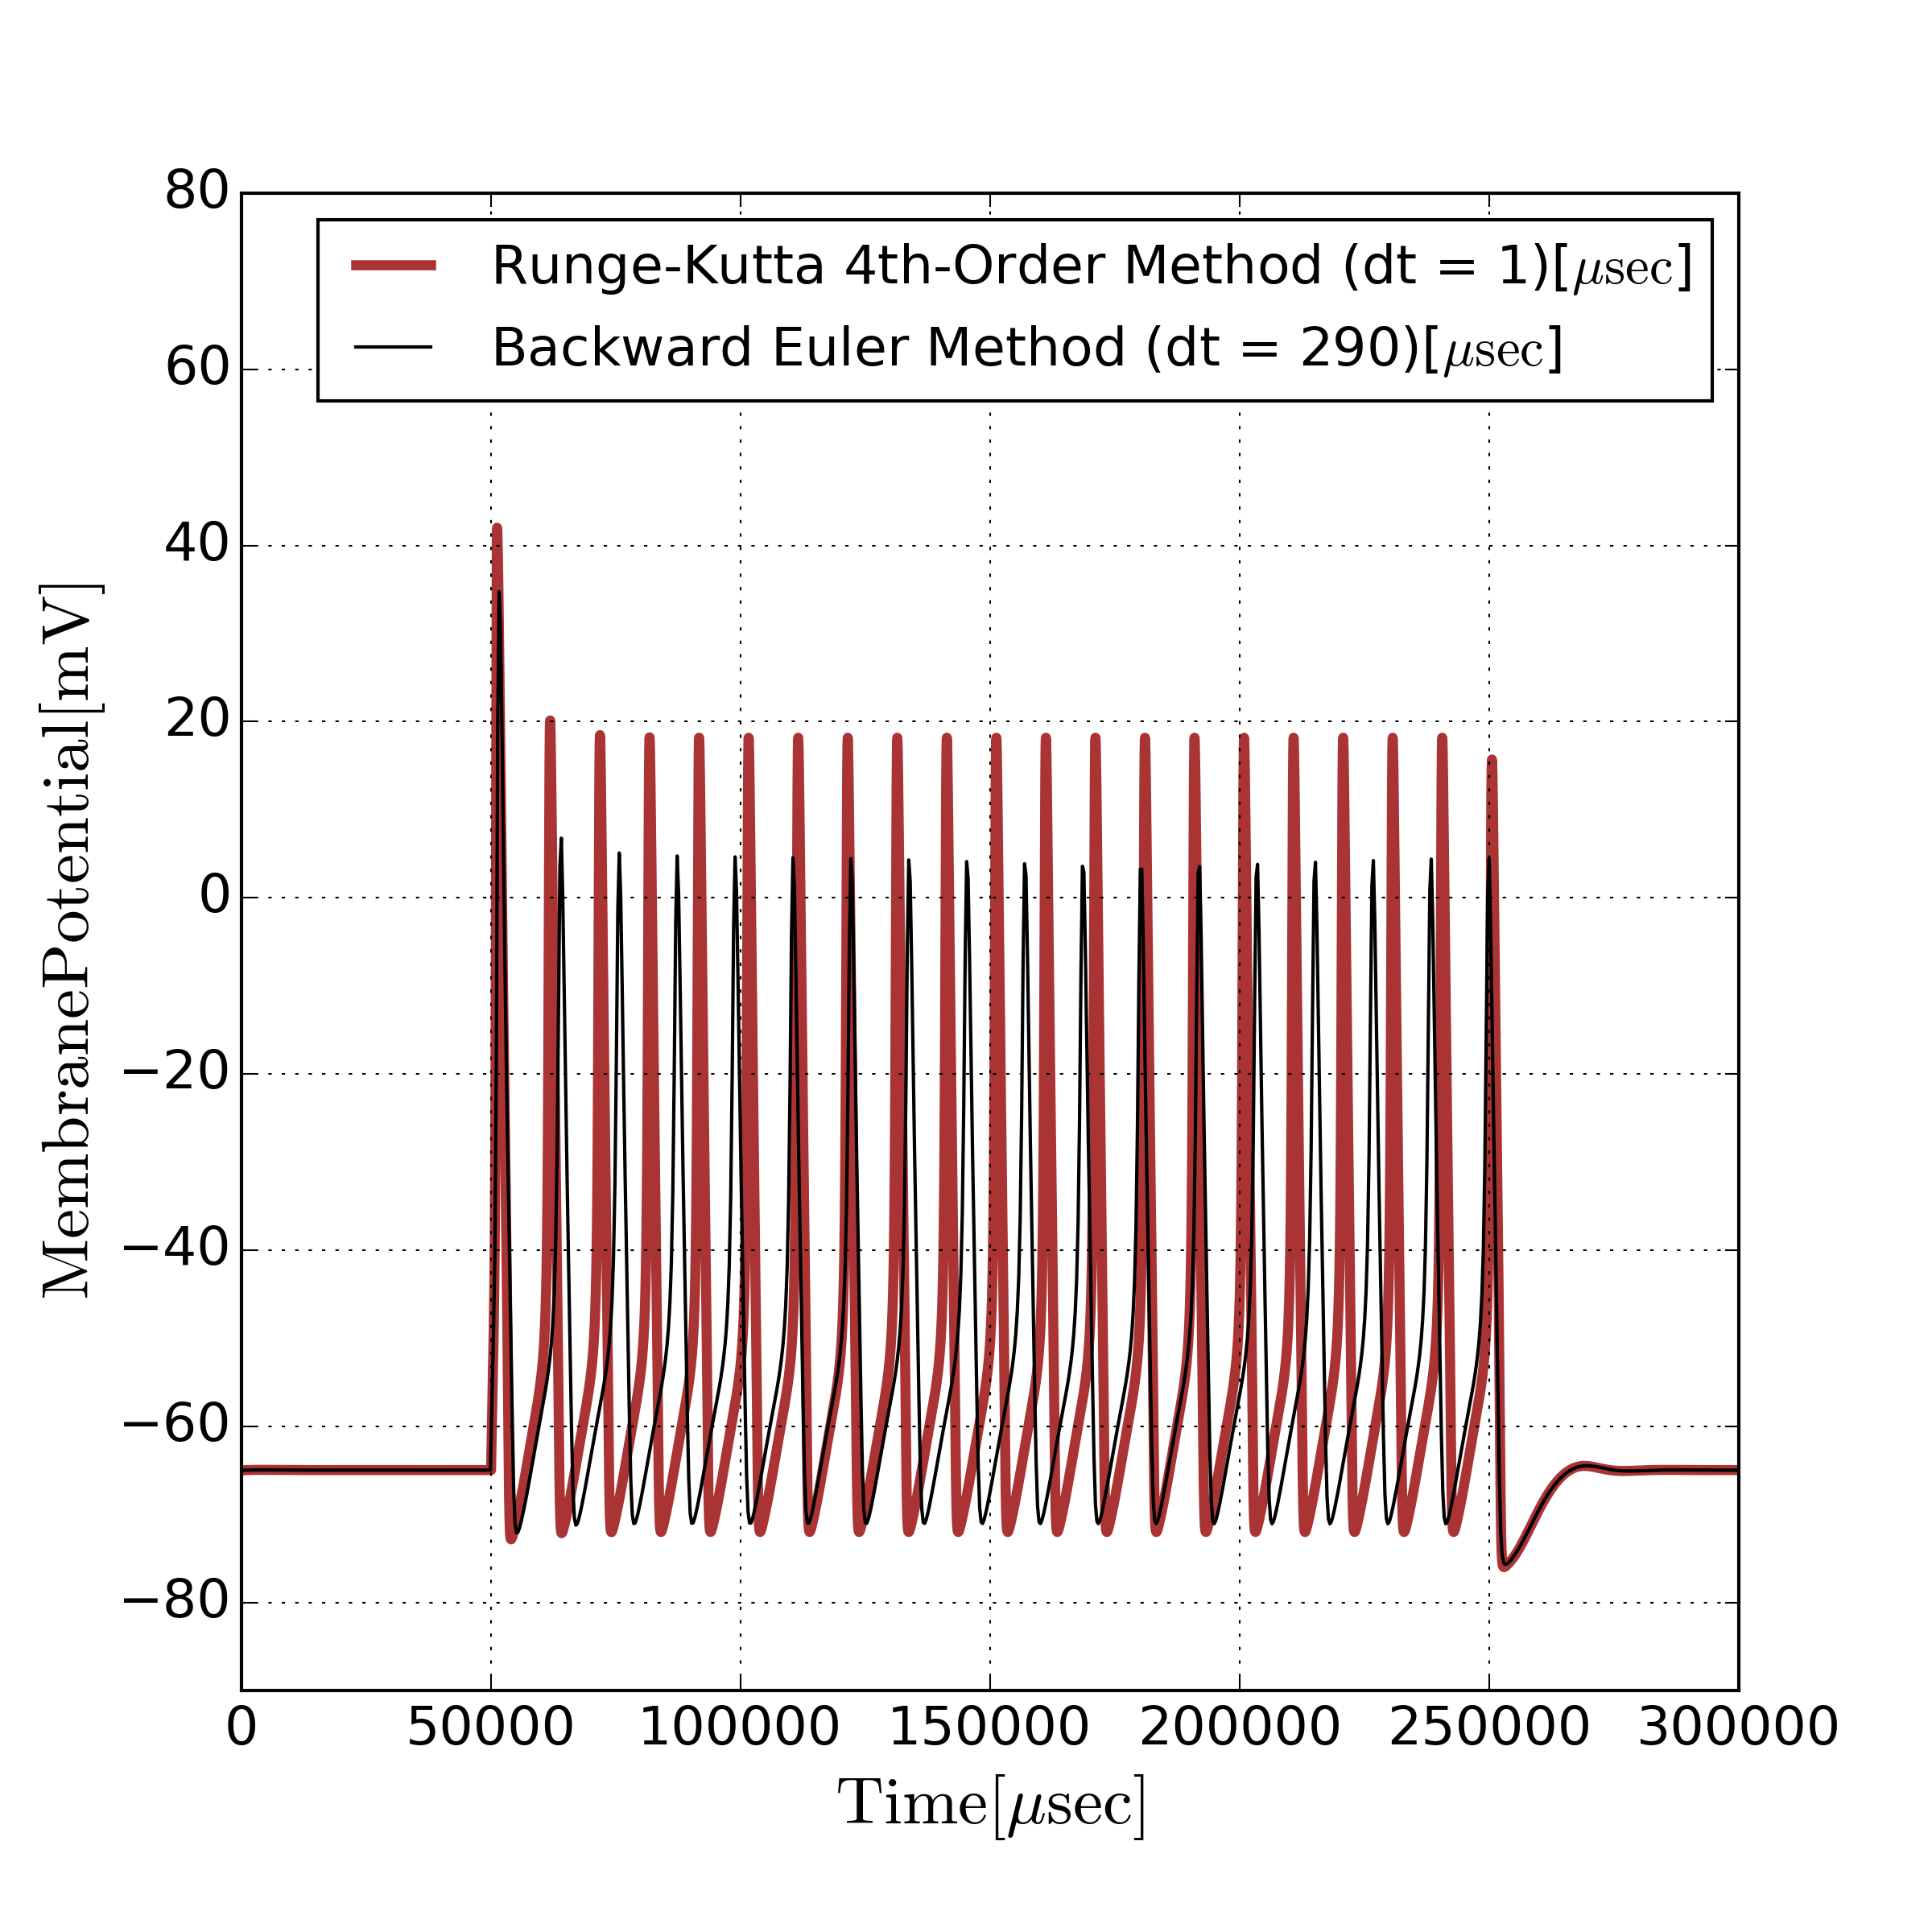 80
60
40
20
0
−20
−40
−60
−80
Runge-Kutta 4th-Order Method (dt = 1)[μsec]
Backward Euler Method (dt = 290)[μsec]
MembranePotential[mV]
0 50000 100000 150000 200000 250000 300000
Time[μsec]